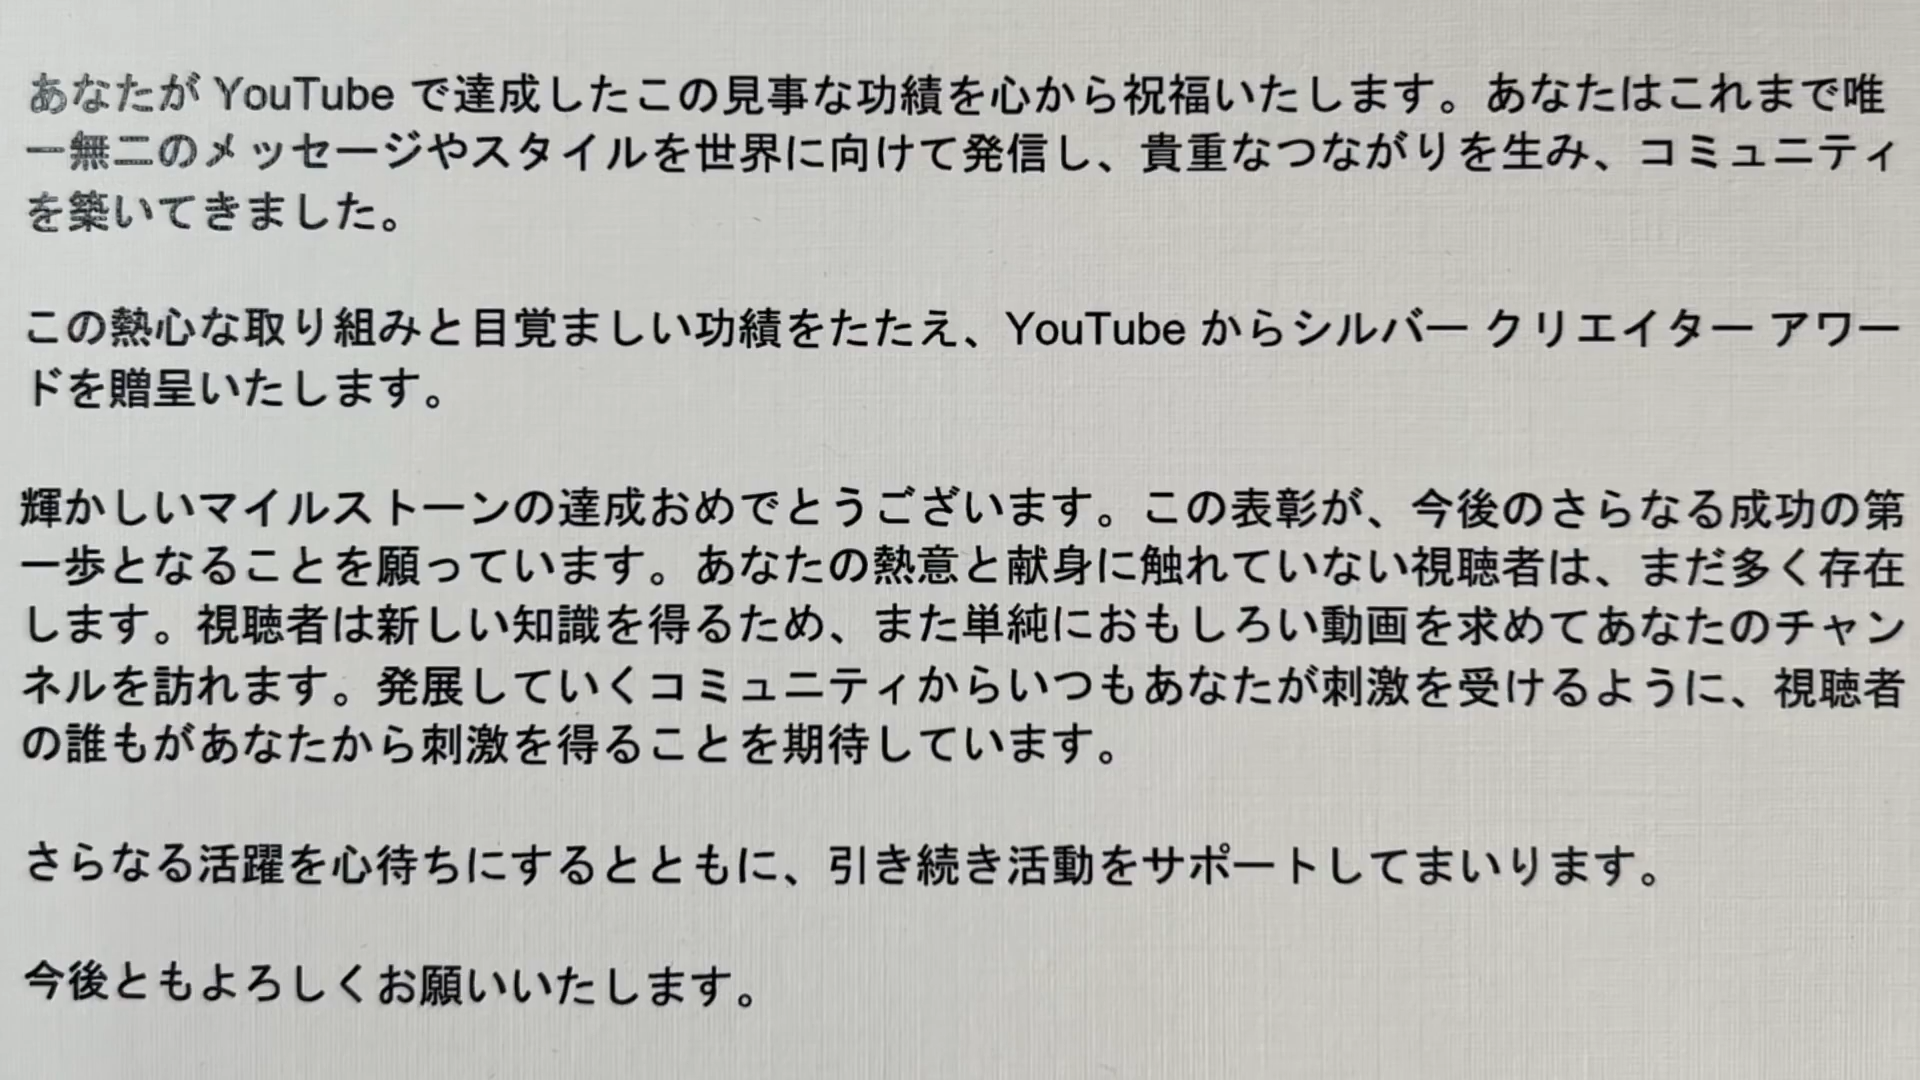 あなたが YouTube で達成したこの見事な功績を心から祝福いたします。あなたはこれまで唯
一無二のメッセージやスタイルを世界に向けて発信し、貴重なつながりを生み、コミュニティ
を築いてきました。
この熱心な取り組みと目覚ましい功績をたたえ、YouTube からシルバー クリエイター アワー
ドを贈呈いたします。
輝かしいマイルストーンの達成おめでとうございます。この表彰が、今後のさらなる成功の第
一歩となることを願っています。あなたの熱意と献身に触れていない視聴者は、まだ多く存在
します。視聴者は新しい知識を得るため、また単純におもしろい動画を求めてあなたのチャン
ネルを訪れます。発展していくコミュニティからいつもあなたが刺激を受けるように、視聴者
の誰もがあなたから刺激を得ることを期待しています。
さらなる活躍を心待ちにするとともに、引き続き活動をサポートしてまいります。
今後ともよろしくお願いいたします。